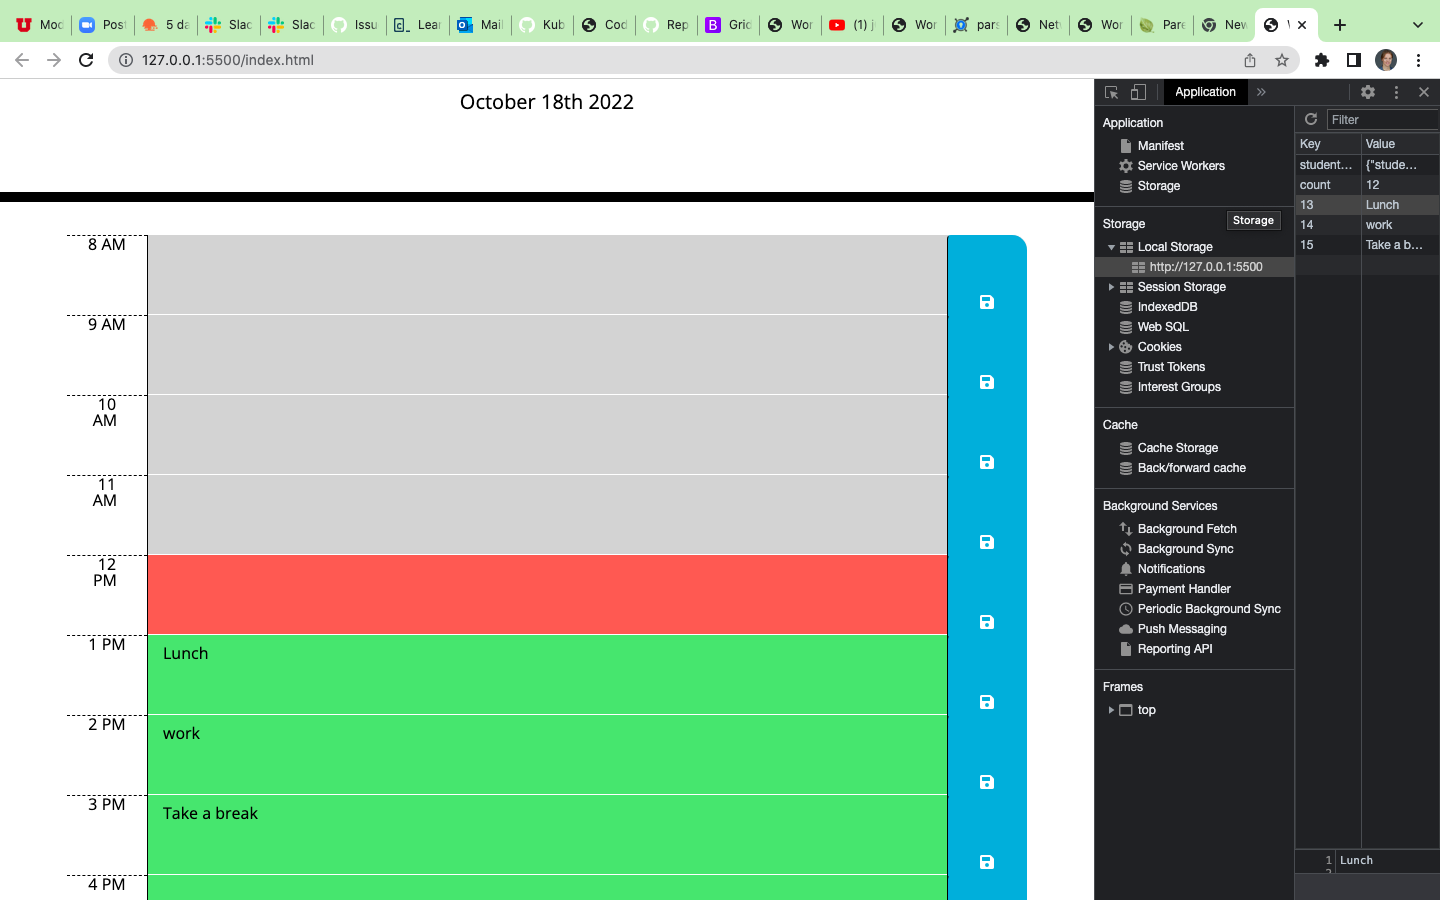 Mod
Post
5 da
Slac
Slac
Issu
Lear
Mail
Kub
Cod
Rep
Grid
Wor
(1) j
Wor
pars
Net
Wor
Pare
New
127.0.0.1:5500/index.html
October 18th 2022
8 AM
9 AM
10
AM
11
AM
12
PM
1 PM
Lunch
2 PM
work
3 PM
Take a break
4 PM
Application
Application
Manifest
Service Workers
Storage
Storage
Storage
Local Storage
http://127.0.0.1:5500
Session Storage
IndexedDB
Web SQL
Cookies
Trust Tokens
Interest Groups
Cache
Cache Storage
Back/forward cache
Background Services
Background Fetch
Background Sync
Notifications
Payment Handler
Periodic Background Sync
Push Messaging
Reporting API
Frames
top
Filter
Key Value
student... {"stude...
count 12
13 Lunch
14 work
15 Take a b...
1 Lunch